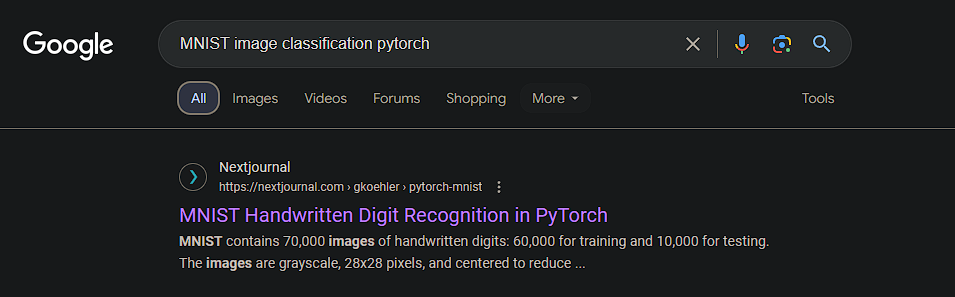 Google
MNIST image classification pytorch
All Images Videos Forums Shopping More Tools
Nextjournal
https://nextjournal.com › gkoehler › pytorch-mnist
MNIST Handwritten Digit Recognition in PyTorch
MNIST contains 70,000 images of handwritten digits: 60,000 for training and 10,000 for testing.
The images are grayscale, 28x28 pixels, and centered to reduce ...